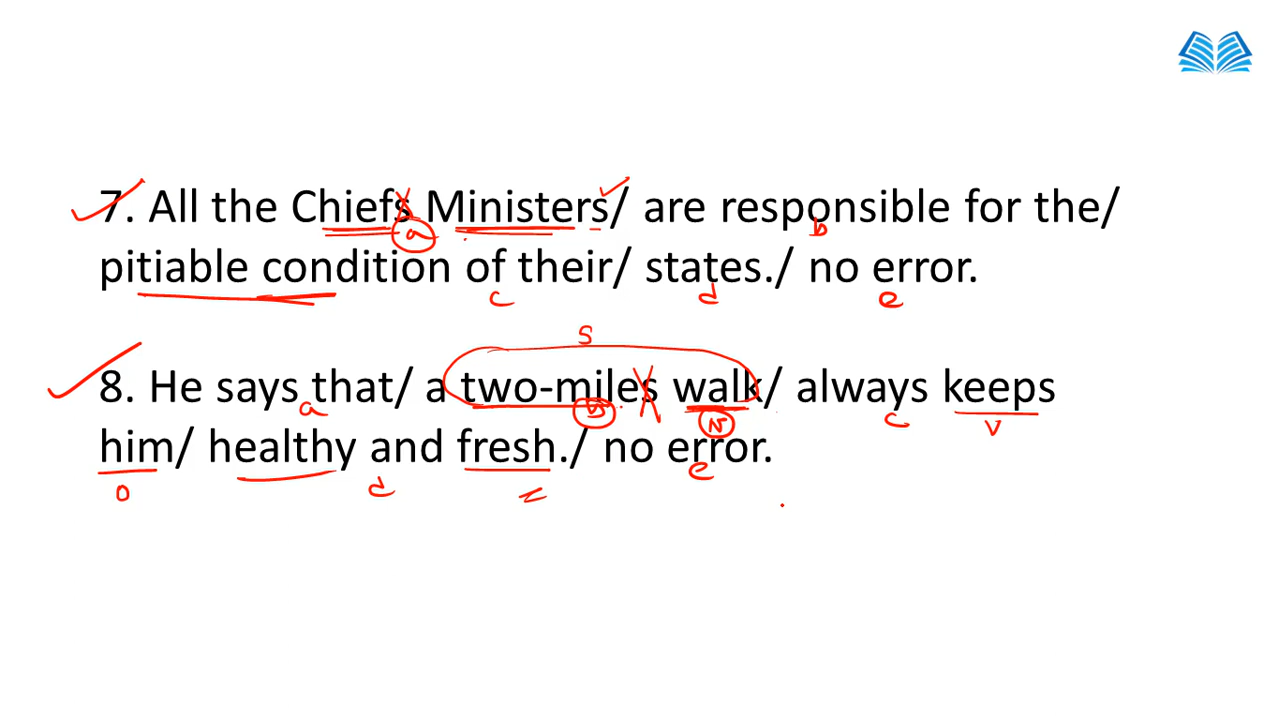 7. All the Chiefs Ministers/ are responsible for the/
a b
pitiable condition of their/ states./ no error.
c d e
S
8. He says that/ a two-miles walk/ always keeps
a b N c V
him/ healthy and fresh./ no error.
o d e